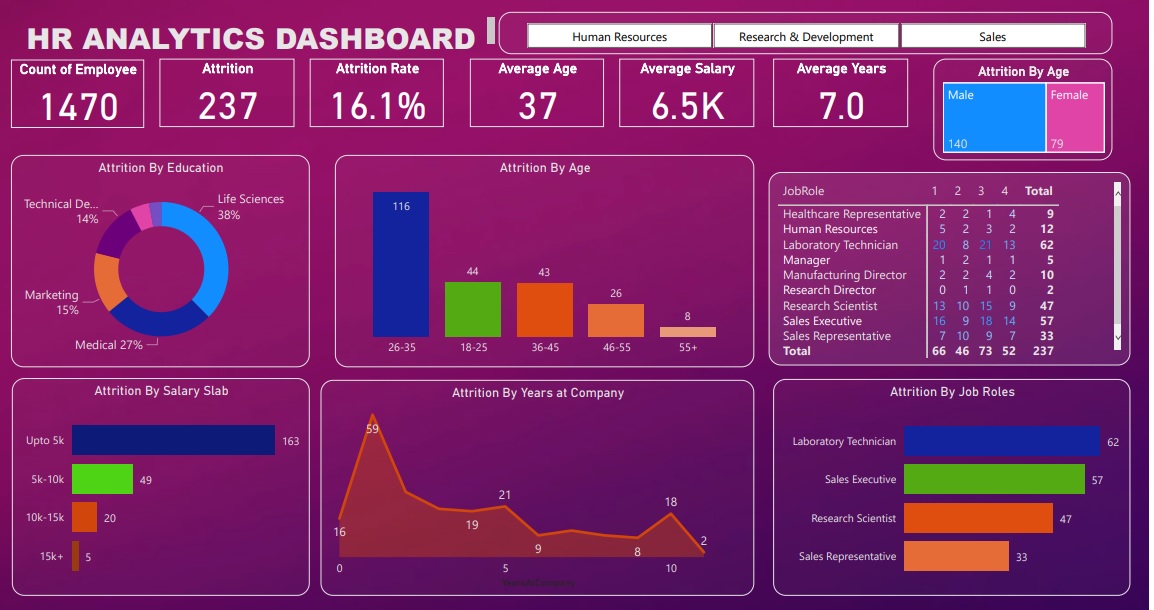 HR ANALYTICS DASHBOARD
Human Resources
Research & Development
Sales
Count of Employee
1470
Attrition
237
Attrition Rate
16.1%
Average Age
37
Average Salary
6.5K
Average Years
7.0
Attrition By Age
Male
Female
140
79
Attrition By Education
Life Sciences
38%
Technical De...
14%
Marketing
15%
Medical 27%
Attrition By Age
116
44
43
26
8
26-35 18-25 36-45 46-55 55+
JobRole 1 2 3 4 Total
Healthcare Representative 2 2 1 4 9
Human Resources 5 2 3 2 12
Laboratory Technician 20 8 21 13 62
Manager 1 2 1 1 5
Manufacturing Director 2 2 4 2 10
Research Director 0 1 1 0 2
Research Scientist 13 10 15 9 47
Sales Executive 16 9 18 14 57
Sales Representative 7 10 9 7 33
Total 66 46 73 52 237
Attrition By Salary Slab
Upto 5k 163
5k-10k 49
10k-15k 20
15k+ 5
Attrition By Years at Company
59
16
19
21
9
8
18
2
0 5 10
YearsAtCompany
Attrition By Job Roles
Laboratory Technician 62
Sales Executive 57
Research Scientist 47
Sales Representative 33